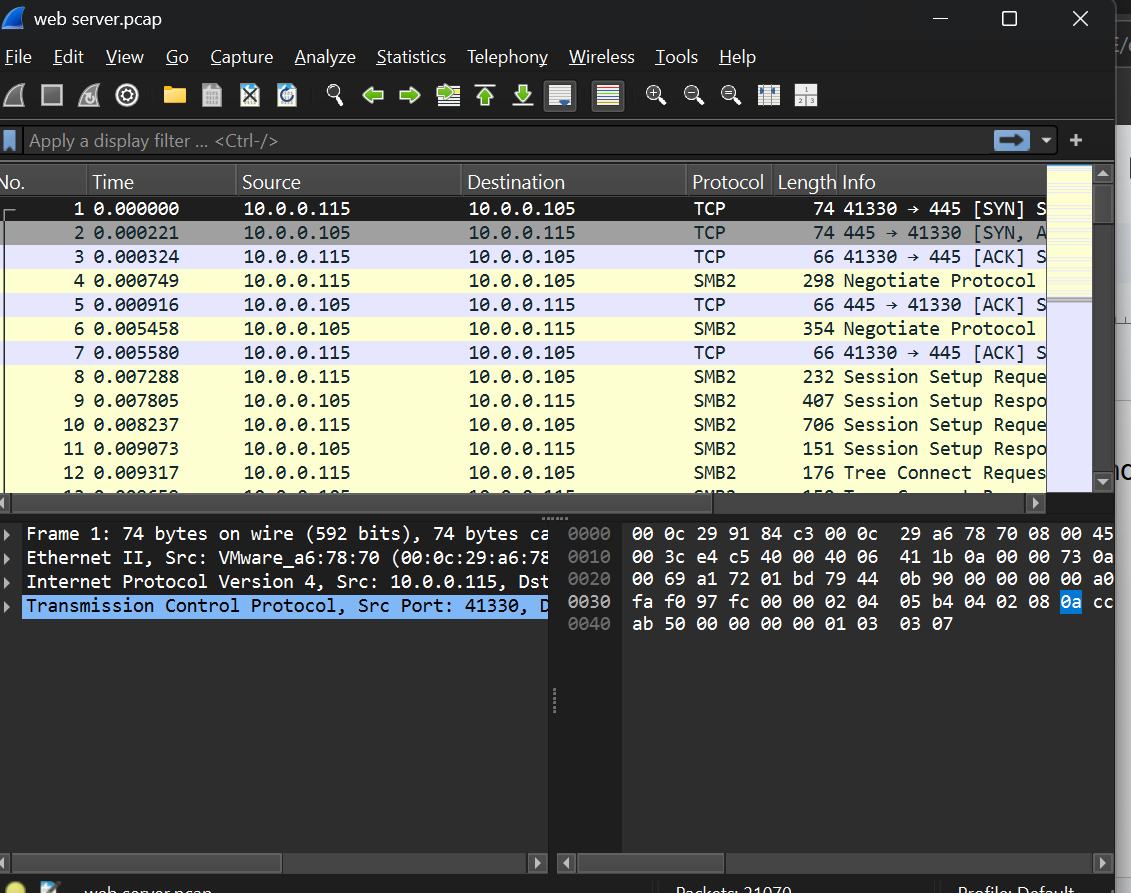 web server.pcap
File Edit View Go Capture Analyze Statistics Telephony Wireless Tools Help
Apply a display filter ... <Ctrl-/>
No. Time Source Destination Protocol Length Info
1 0.000000 10.0.0.115 10.0.0.105 TCP 74 41330 → 445 [SYN] S
2 0.000221 10.0.0.105 10.0.0.115 TCP 74 445 → 41330 [SYN, A
3 0.000324 10.0.0.115 10.0.0.105 TCP 66 41330 → 445 [ACK] S
4 0.000749 10.0.0.115 10.0.0.105 SMB2 298 Negotiate Protocol
5 0.000916 10.0.0.105 10.0.0.115 TCP 66 445 → 41330 [ACK] S
6 0.005458 10.0.0.105 10.0.0.115 SMB2 354 Negotiate Protocol
7 0.005580 10.0.0.115 10.0.0.105 TCP 66 41330 → 445 [ACK] S
8 0.007288 10.0.0.115 10.0.0.105 SMB2 232 Session Setup Reque
9 0.007805 10.0.0.105 10.0.0.115 SMB2 407 Session Setup Respo
10 0.008237 10.0.0.115 10.0.0.105 SMB2 706 Session Setup Reque
11 0.009073 10.0.0.105 10.0.0.115 SMB2 151 Session Setup Respo
12 0.009317 10.0.0.115 10.0.0.105 SMB2 176 Tree Connect Reques
Frame 1: 74 bytes on wire (592 bits), 74 bytes ca
Ethernet II, Src: VMware_a6:78:70 (00:0c:29:a6:78
Internet Protocol Version 4, Src: 10.0.0.115, Dst
Transmission Control Protocol, Src Port: 41330, D
0000 00 0c 29 91 84 c3 00 0c 29 a6 78 70 08 00 45
0010 00 3c e4 c5 40 00 40 06 41 1b 0a 00 00 73 0a
0020 00 69 a1 72 01 bd 79 44 0b 90 00 00 00 00 a0
0030 fa f0 97 fc 00 00 02 04 05 b4 04 02 08 0a cc
0040 ab 50 00 00 00 00 01 03 03 07
web server.pcap Packets: 21070 Profile: Default